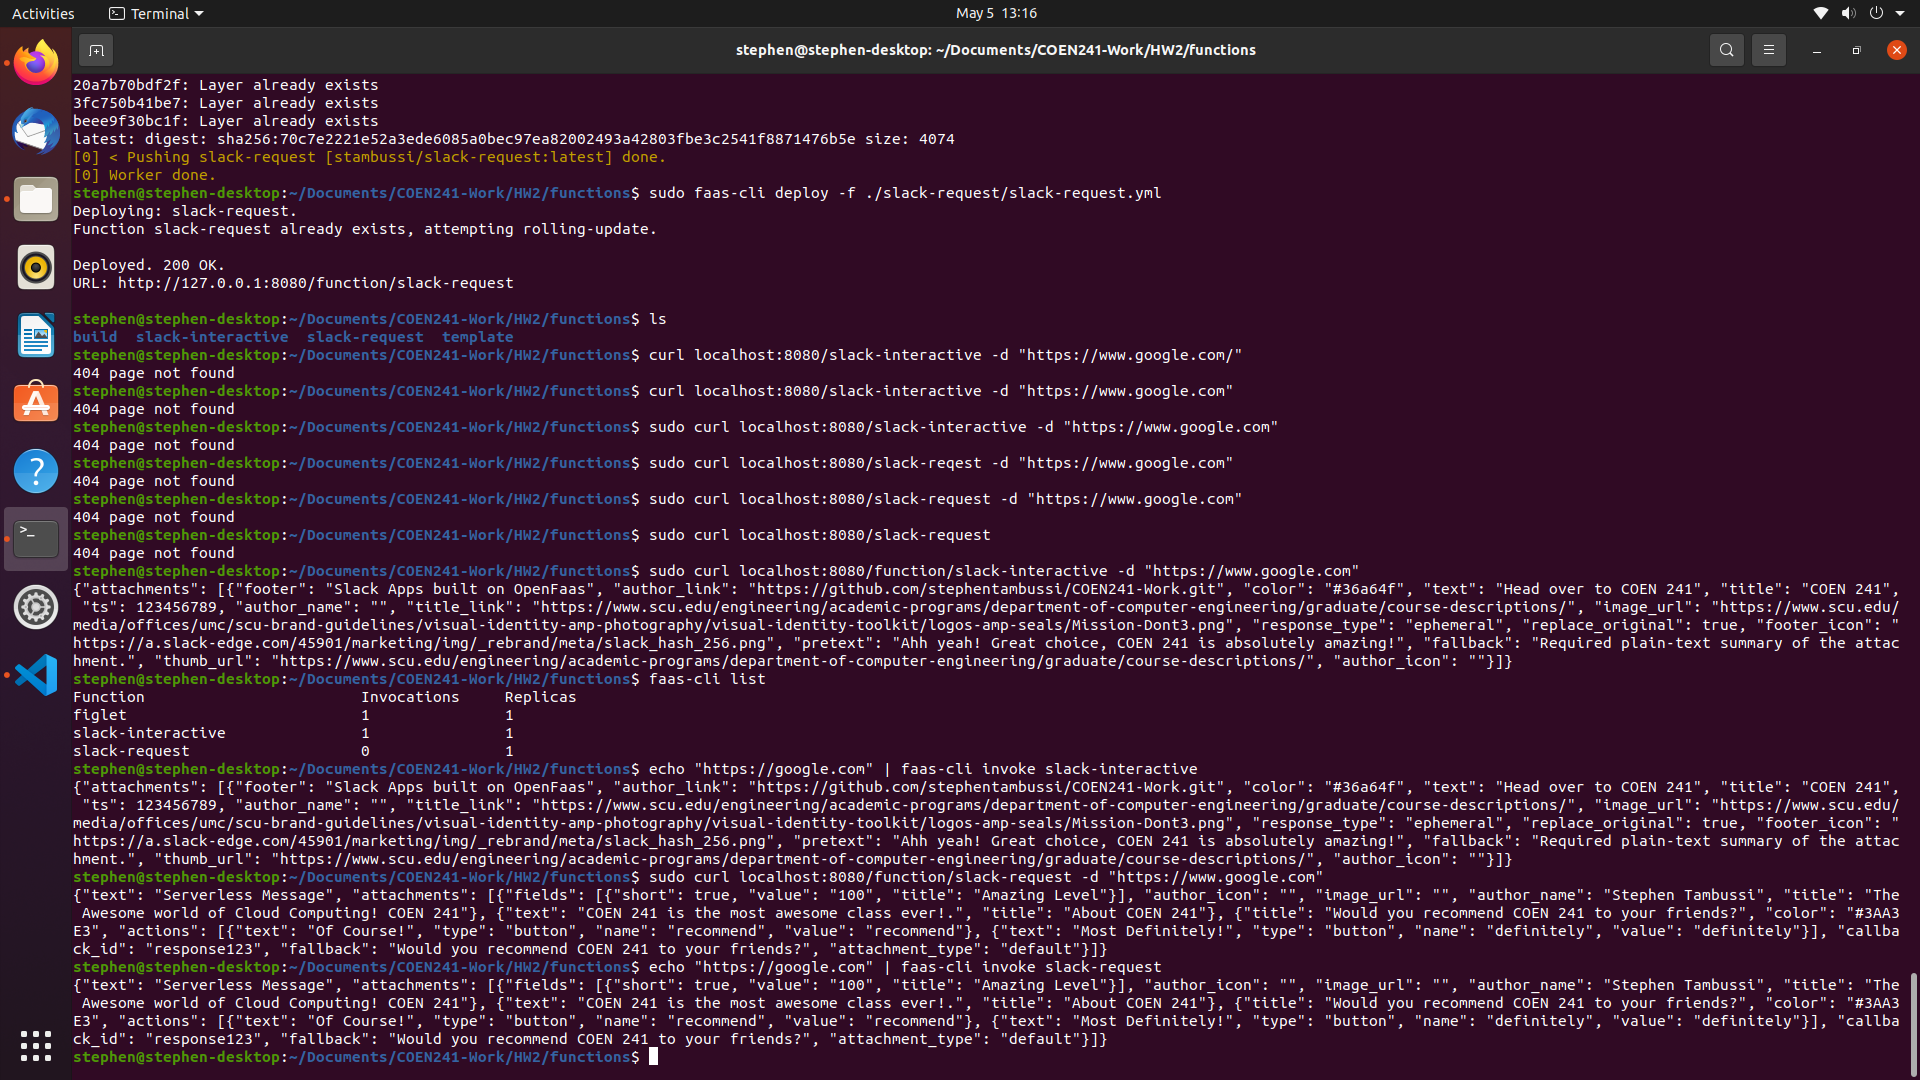 Activities
Terminal
May 5 13:16
stephen@stephen-desktop: ~/Documents/COEN241-Work/HW2/functions
20a7b70bdf2f: Layer already exists
3fc750b41be7: Layer already exists
beee9f30bc1f: Layer already exists
latest: digest: sha256:70c7e2221e52a3ede6085a0bec97ea82002493a42803fbe3c2541f8871476b5e size: 4074
[0] < Pushing slack-request [stambussi/slack-request:latest] done.
[0] Worker done.
stephen@stephen-desktop:~/Documents/COEN241-Work/HW2/functions$ sudo faas-cli deploy -f ./slack-request/slack-request.yml
Deploying: slack-request.
Function slack-request already exists, attempting rolling-update.
Deployed. 200 OK.
URL: http://127.0.0.1:8080/function/slack-request
stephen@stephen-desktop:~/Documents/COEN241-Work/HW2/functions$ ls
build  slack-interactive  slack-request  template
stephen@stephen-desktop:~/Documents/COEN241-Work/HW2/functions$ curl localhost:8080/slack-interactive -d "https://www.google.com/"
404 page not found
stephen@stephen-desktop:~/Documents/COEN241-Work/HW2/functions$ curl localhost:8080/slack-interactive -d "https://www.google.com"
404 page not found
stephen@stephen-desktop:~/Documents/COEN241-Work/HW2/functions$ sudo curl localhost:8080/slack-interactive -d "https://www.google.com"
404 page not found
stephen@stephen-desktop:~/Documents/COEN241-Work/HW2/functions$ sudo curl localhost:8080/slack-reqest -d "https://www.google.com"
404 page not found
stephen@stephen-desktop:~/Documents/COEN241-Work/HW2/functions$ sudo curl localhost:8080/slack-request -d "https://www.google.com"
404 page not found
stephen@stephen-desktop:~/Documents/COEN241-Work/HW2/functions$ sudo curl localhost:8080/slack-request
404 page not found
stephen@stephen-desktop:~/Documents/COEN241-Work/HW2/functions$ sudo curl localhost:8080/function/slack-interactive -d "https://www.google.com"
{"attachments": [{"footer": "Slack Apps built on OpenFaas", "author_link": "https://github.com/stephentambussi/COEN241-Work.git", "color": "#36a64f", "text": "Head over to COEN 241", "title": "COEN 241",
 "ts": 123456789, "author_name": "", "title_link": "https://www.scu.edu/engineering/academic-programs/department-of-computer-engineering/graduate/course-descriptions/", "image_url": "https://www.scu.edu/
media/offices/umc/scu-brand-guidelines/visual-identity-amp-photography/visual-identity-toolkit/logos-amp-seals/Mission-Dont3.png", "response_type": "ephemeral", "replace_original": true, "footer_icon": "
https://a.slack-edge.com/45901/marketing/img/_rebrand/meta/slack_hash_256.png", "pretext": "Ahh yeah! Great choice, COEN 241 is absolutely amazing!", "fallback": "Required plain-text summary of the attac
hment.", "thumb_url": "https://www.scu.edu/engineering/academic-programs/department-of-computer-engineering/graduate/course-descriptions/", "author_icon": ""}]}
stephen@stephen-desktop:~/Documents/COEN241-Work/HW2/functions$ faas-cli list
Function                        Invocations     Replicas
figlet                          1               1
slack-interactive               1               1
slack-request                   0               1
stephen@stephen-desktop:~/Documents/COEN241-Work/HW2/functions$ echo "https://google.com" | faas-cli invoke slack-interactive
{"attachments": [{"footer": "Slack Apps built on OpenFaas", "author_link": "https://github.com/stephentambussi/COEN241-Work.git", "color": "#36a64f", "text": "Head over to COEN 241", "title": "COEN 241",
 "ts": 123456789, "author_name": "", "title_link": "https://www.scu.edu/engineering/academic-programs/department-of-computer-engineering/graduate/course-descriptions/", "image_url": "https://www.scu.edu/
media/offices/umc/scu-brand-guidelines/visual-identity-amp-photography/visual-identity-toolkit/logos-amp-seals/Mission-Dont3.png", "response_type": "ephemeral", "replace_original": true, "footer_icon": "
https://a.slack-edge.com/45901/marketing/img/_rebrand/meta/slack_hash_256.png", "pretext": "Ahh yeah! Great choice, COEN 241 is absolutely amazing!", "fallback": "Required plain-text summary of the attac
hment.", "thumb_url": "https://www.scu.edu/engineering/academic-programs/department-of-computer-engineering/graduate/course-descriptions/", "author_icon": ""}]}
stephen@stephen-desktop:~/Documents/COEN241-Work/HW2/functions$ sudo curl localhost:8080/function/slack-request -d "https://www.google.com"
{"text": "Serverless Message", "attachments": [{"fields": [{"short": true, "value": "100", "title": "Amazing Level"}], "author_icon": "", "image_url": "", "author_name": "Stephen Tambussi", "title": "The
 Awesome world of Cloud Computing! COEN 241"}, {"text": "COEN 241 is the most awesome class ever!.", "title": "About COEN 241"}, {"title": "Would you recommend COEN 241 to your friends?", "color": "#3AA3
E3", "actions": [{"text": "Of Course!", "type": "button", "name": "recommend", "value": "recommend"}, {"text": "Most Definitely!", "type": "button", "name": "definitely", "value": "definitely"}], "callba
ck_id": "response123", "fallback": "Would you recommend COEN 241 to your friends?", "attachment_type": "default"}]}
stephen@stephen-desktop:~/Documents/COEN241-Work/HW2/functions$ echo "https://google.com" | faas-cli invoke slack-request
{"text": "Serverless Message", "attachments": [{"fields": [{"short": true, "value": "100", "title": "Amazing Level"}], "author_icon": "", "image_url": "", "author_name": "Stephen Tambussi", "title": "The
 Awesome world of Cloud Computing! COEN 241"}, {"text": "COEN 241 is the most awesome class ever!.", "title": "About COEN 241"}, {"title": "Would you recommend COEN 241 to your friends?", "color": "#3AA3
E3", "actions": [{"text": "Of Course!", "type": "button", "name": "recommend", "value": "recommend"}, {"text": "Most Definitely!", "type": "button", "name": "definitely", "value": "definitely"}], "callba
ck_id": "response123", "fallback": "Would you recommend COEN 241 to your friends?", "attachment_type": "default"}]}
stephen@stephen-desktop:~/Documents/COEN241-Work/HW2/functions$